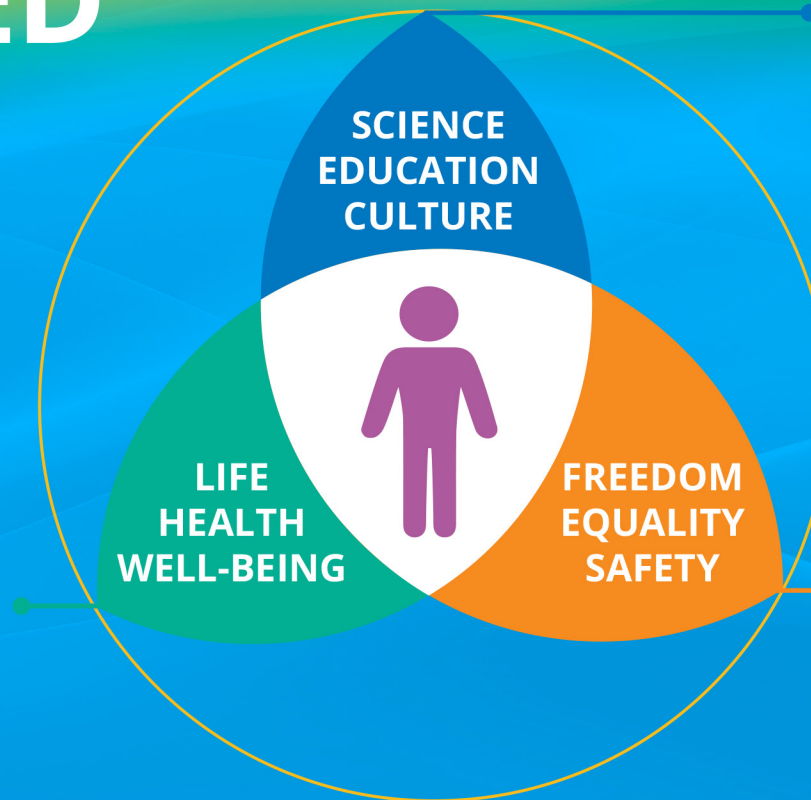 SCIENCE
EDUCATION
CULTURE
LIFE
HEALTH
WELL-BEING
FREEDOM
EQUALITY
SAFETY